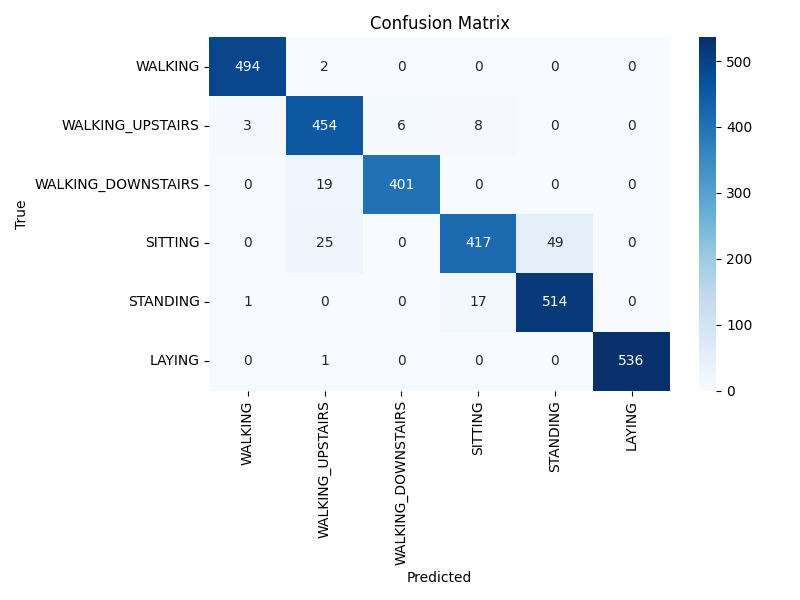 Confusion Matrix
True
WALKING 494 2 0 0 0 0
WALKING_UPSTAIRS 3 454 6 8 0 0
WALKING_DOWNSTAIRS 0 19 401 0 0 0
SITTING 0 25 0 417 49 0
STANDING 1 0 0 17 514 0
LAYING 0 1 0 0 0 536
WALKING
WALKING_UPSTAIRS
WALKING_DOWNSTAIRS
SITTING
STANDING
LAYING
Predicted
500
400
300
200
100
0